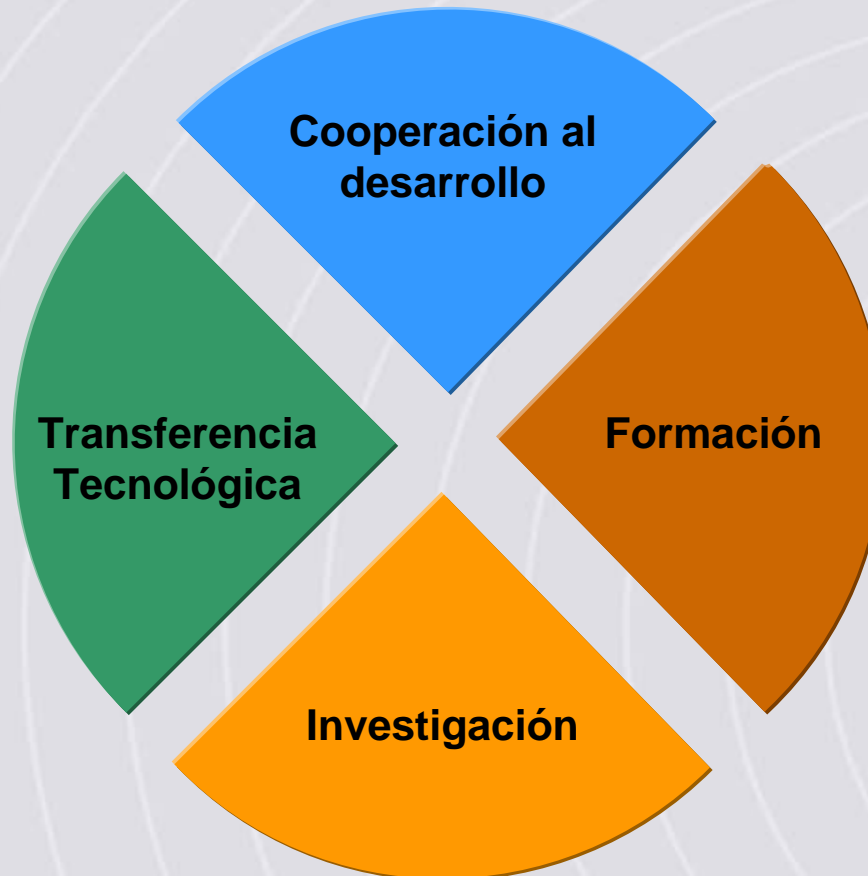 Cooperación al
desarrollo
Transferencia
Tecnológica
Formación
Investigación